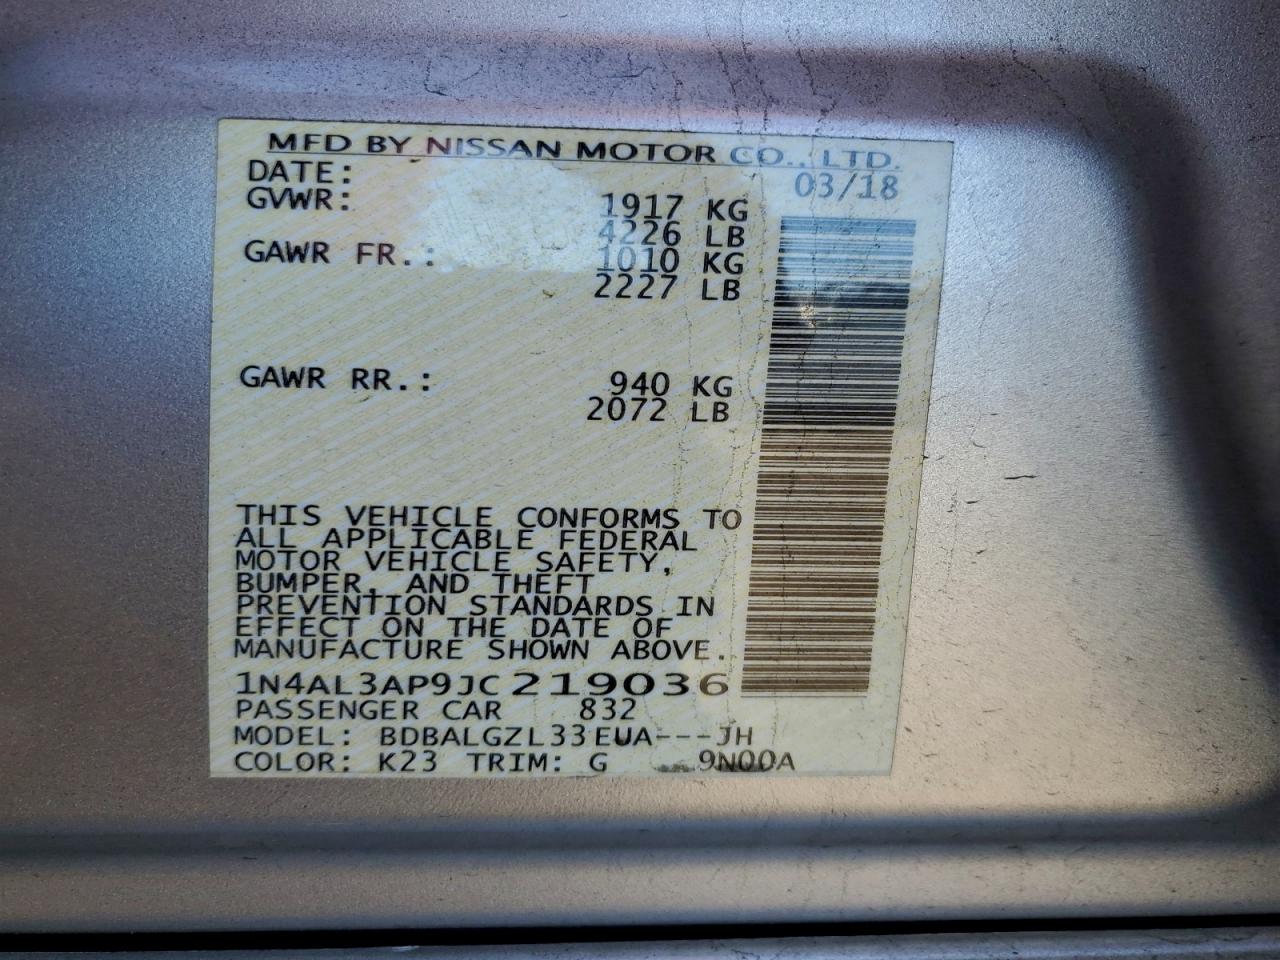 MFD BY NISSAN MOTOR CO., LTD.
DATE: 03/18
GVWR: 1917 KG
4226 LB
GAWR FR.: 1010 KG
2227 LB
GAWR RR.: 940 KG
2072 LB
THIS VEHICLE CONFORMS TO
ALL APPLICABLE FEDERAL
MOTOR VEHICLE SAFETY,
BUMPER, AND THEFT
PREVENTION STANDARDS IN
EFFECT ON THE DATE OF
MANUFACTURE SHOWN ABOVE.
1N4AL3AP9JC219036
PASSENGER CAR 832
MODEL: BDBALGZL33EUA---JH
COLOR: K23 TRIM: G 9N00A